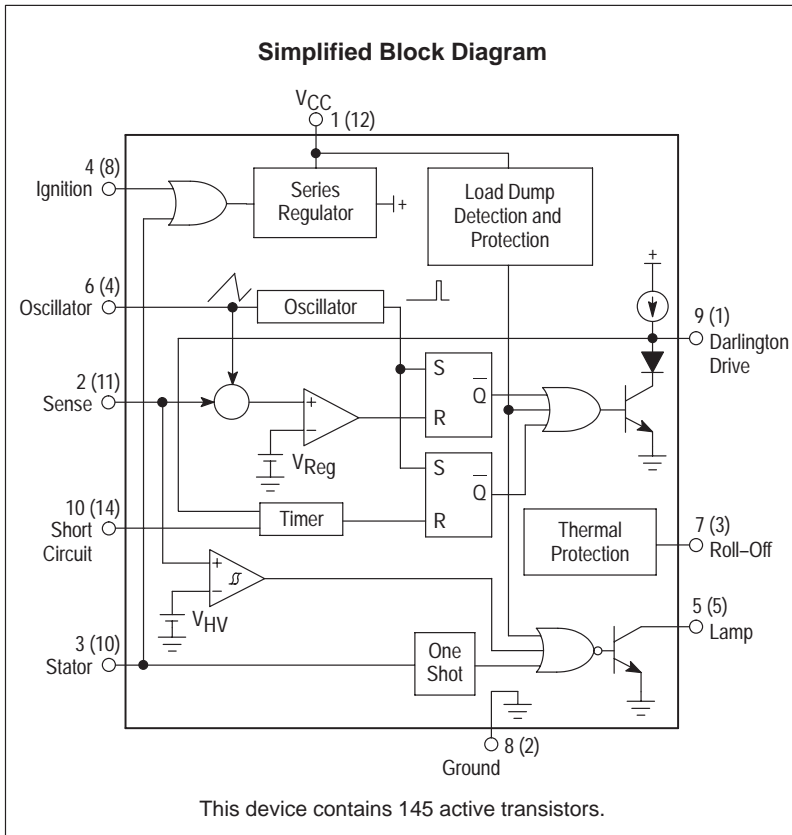 Simplified Block Diagram
VCC
1 (12)
4 (8)
Ignition
Series
Regulator
+
Load Dump
Detection and
Protection
+
6 (4)
Oscillator
Oscillator
9 (1)
Darlington
Drive
S
Q
R
2 (11)
Sense
+
−
VReg
S
Q
R
10 (14)
Short
Circuit
Timer
Thermal
Protection
7 (3)
Roll–Off
+
−
VHV
5 (5)
Lamp
3 (10)
Stator
One
Shot
8 (2)
Ground
This device contains 145 active transistors.